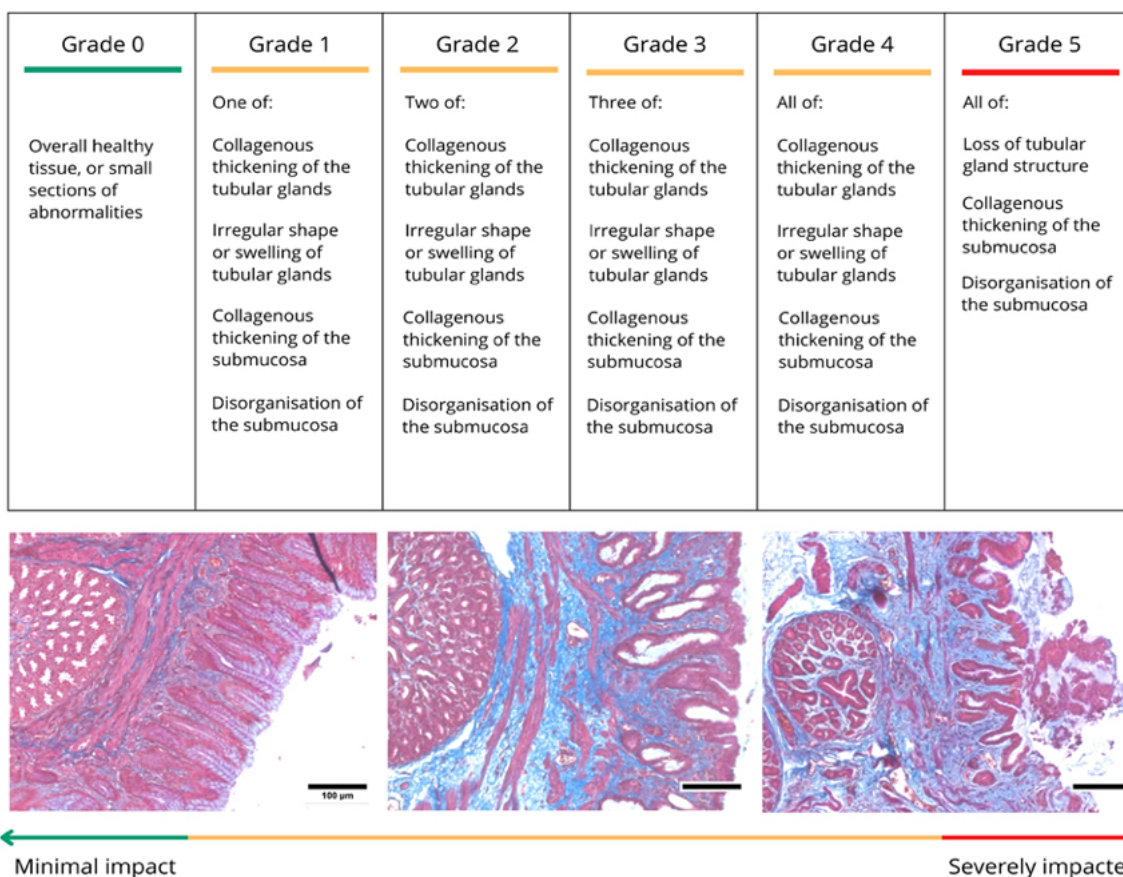 Grade 0
Overall healthy
tissue, or small
sections of
abnormalities
Grade 1
One of:
Collagenous
thickening of the
tubular glands
Irregular shape
or swelling of
tubular glands
Collagenous
thickening of the
submucosa
Disorganisation of
the submucosa
Grade 2
Two of:
Collagenous
thickening of the
tubular glands
Irregular shape
or swelling of
tubular glands
Collagenous
thickening of the
submucosa
Disorganisation of
the submucosa
Grade 3
Three of:
Collagenous
thickening of the
tubular glands
Irregular shape
or swelling of
tubular glands
Collagenous
thickening of the
submucosa
Disorganisation of
the submucosa
Grade 4
All of:
Collagenous
thickening of the
tubular glands
Irregular shape
or swelling of
tubular glands
Collagenous
thickening of the
submucosa
Disorganisation of
the submucosa
Grade 5
All of:
Loss of tubular
gland structure
Collagenous
thickening of the
submucosa
Disorganisation of
the submucosa
100 µm
Minimal impact
Severely impacte